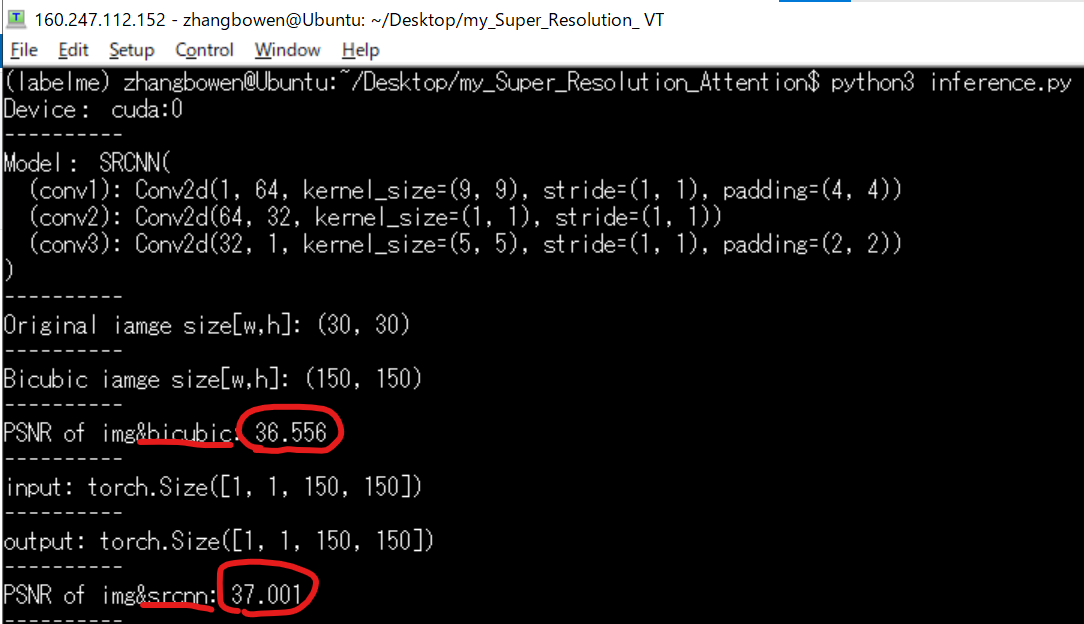 160.247.112.152 - zhangbowen@Ubuntu: ~/Desktop/my_Super_Resolution_ VT
File Edit Setup Control Window Help
(labelme) zhangbowen@Ubuntu:~/Desktop/my_Super_Resolution_Attention$ python3 inference.py
Device: cuda:0
----------
Model: SRCNN(
  (conv1): Conv2d(1, 64, kernel_size=(9, 9), stride=(1, 1), padding=(4, 4))
  (conv2): Conv2d(64, 32, kernel_size=(1, 1), stride=(1, 1))
  (conv3): Conv2d(32, 1, kernel_size=(5, 5), stride=(1, 1), padding=(2, 2))
)
----------
Original iamge size[w,h]: (30, 30)
----------
Bicubic iamge size[w,h]: (150, 150)
----------
PSNR of img&bicubic: 36.556
----------
input: torch.Size([1, 1, 150, 150])
----------
output: torch.Size([1, 1, 150, 150])
----------
PSNR of img&srcnn: 37.001
----------